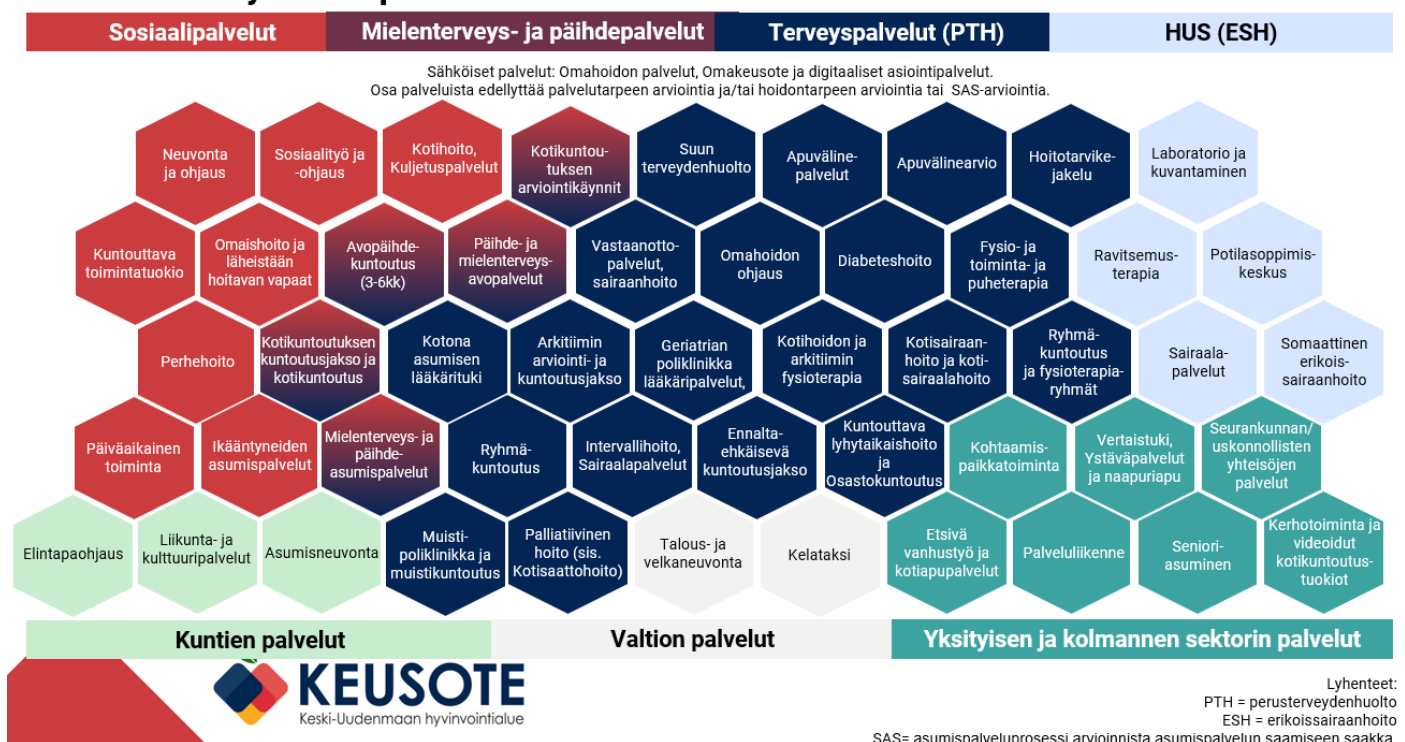 Sosiaalipalvelut
Mielenterveys- ja päihdepalvelut
Terveyspalvelut (PTH)
HUS (ESH)
Sähköiset palvelut: Omahoidon palvelut, Omakeusote ja digitaaliset asiointipalvelut.
Osa palveluista edellyttää palvelutarpeen arviointia ja/tai hoidontarpeen arviointia tai SAS-arviointia.
Neuvonta
ja ohjaus
Sosiaalityö ja
-ohjaus
Kotihoito,
Kuljetuspalvelut
Kotikuntou-
tuksen
arviointikäynnit
Suun
terveydenhuolto
Apuväline-
palvelut
Apuvälinearvio
Hoitotarvike-
jakelu
Laboratorio ja
kuvantaminen
Kuntouttava
toimintatuokio
Omaishoito ja
läheistään
hoitavan vapaat
Avopäihde-
kuntoutus
(3-6kk)
Päihde- ja
mielenterveys-
avopalvelut
Vastaanotto-
palvelut,
sairaanhoito
Omahoidon
ohjaus
Diabeteshoito
Fysio- ja
toiminta- ja
puheterapia
Ravitsemus-
terapia
Potilasoppimis-
keskus
Perhehoito
Kotikuntoutuksen
kuntoutusjakso ja
kotikuntoutus
Kotona
asumisen
lääkärituki
Arkitiimin
arviointi- ja
kuntoutusjakso
Geriatrian
poliklinikka
lääkäripalvelut,
Kotihoidon ja
arkitiimin
fysioterapia
Kotisairaan-
hoito ja koti-
sairaalahoito
Ryhmä-
kuntoutus
ja fysioterapia-
ryhmät
Sairaala-
palvelut
Somaattinen
erikois-
sairaanhoito
Päiväaikainen
toiminta
Ikääntyneiden
asumispalvelut
Mielenterveys- ja
päihde-
asumispalvelut
Ryhmä-
kuntoutus
Intervallihoito,
Sairaalapalvelut
Ennalta-
ehkäisevä
kuntoutusjakso
Kuntouttava
lyhytaikaishoito
ja
Osastokuntoutus
Kohtaamis-
paikkatoiminta
Vertaistuki,
Ystäväpalvelut
ja naapuriapu
Seurankunnan/
uskonnollisten
yhteisöjen
palvelut
Elintapaohjaus
Liikunta- ja
kulttuuripalvelut
Asumisneuvonta
Muisti-
poliklinikka ja
muistikuntoutus
Palliatiivinen
hoito (sis.
Kotisaattohoito)
Talous- ja
velkaneuvonta
Kelataksi
Etsivä
vanhustyö ja
kotiapupalvelut
Palveluliikenne
Seniori-
asuminen
Kerhotoiminta ja
videoidut
kotikuntoutus-
tuokiot
Kuntien palvelut
Valtion palvelut
Yksityisen ja kolmannen sektorin palvelut
KEUSOTE
Keski-Uudenmaan hyvinvointialue
Lyhenteet:
PTH = perusterveydenhuolto
ESH = erikoissairaanhoito
SAS= asumispalveluprosessi arvioinnista asumispalvelun saamiseen saakka